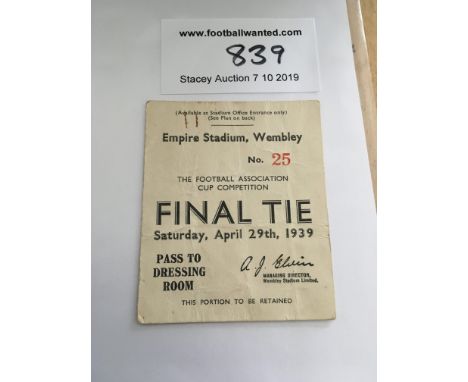 www.footballwanted.com
839
Stacey Auction 7 10 2019
(Available at Stadium Office Entrance only)
(See Plan on back)
Empire Stadium, Wembley
No. 25
THE FOOTBALL ASSOCIATION
CUP COMPETITION
FINAL TIE
Saturday, April 29th, 1939
PASS TO
DRESSING
ROOM
A. J. Elvin
MANAGING DIRECTOR,
Wembley Stadium Limited.
THIS PORTION TO BE RETAINED